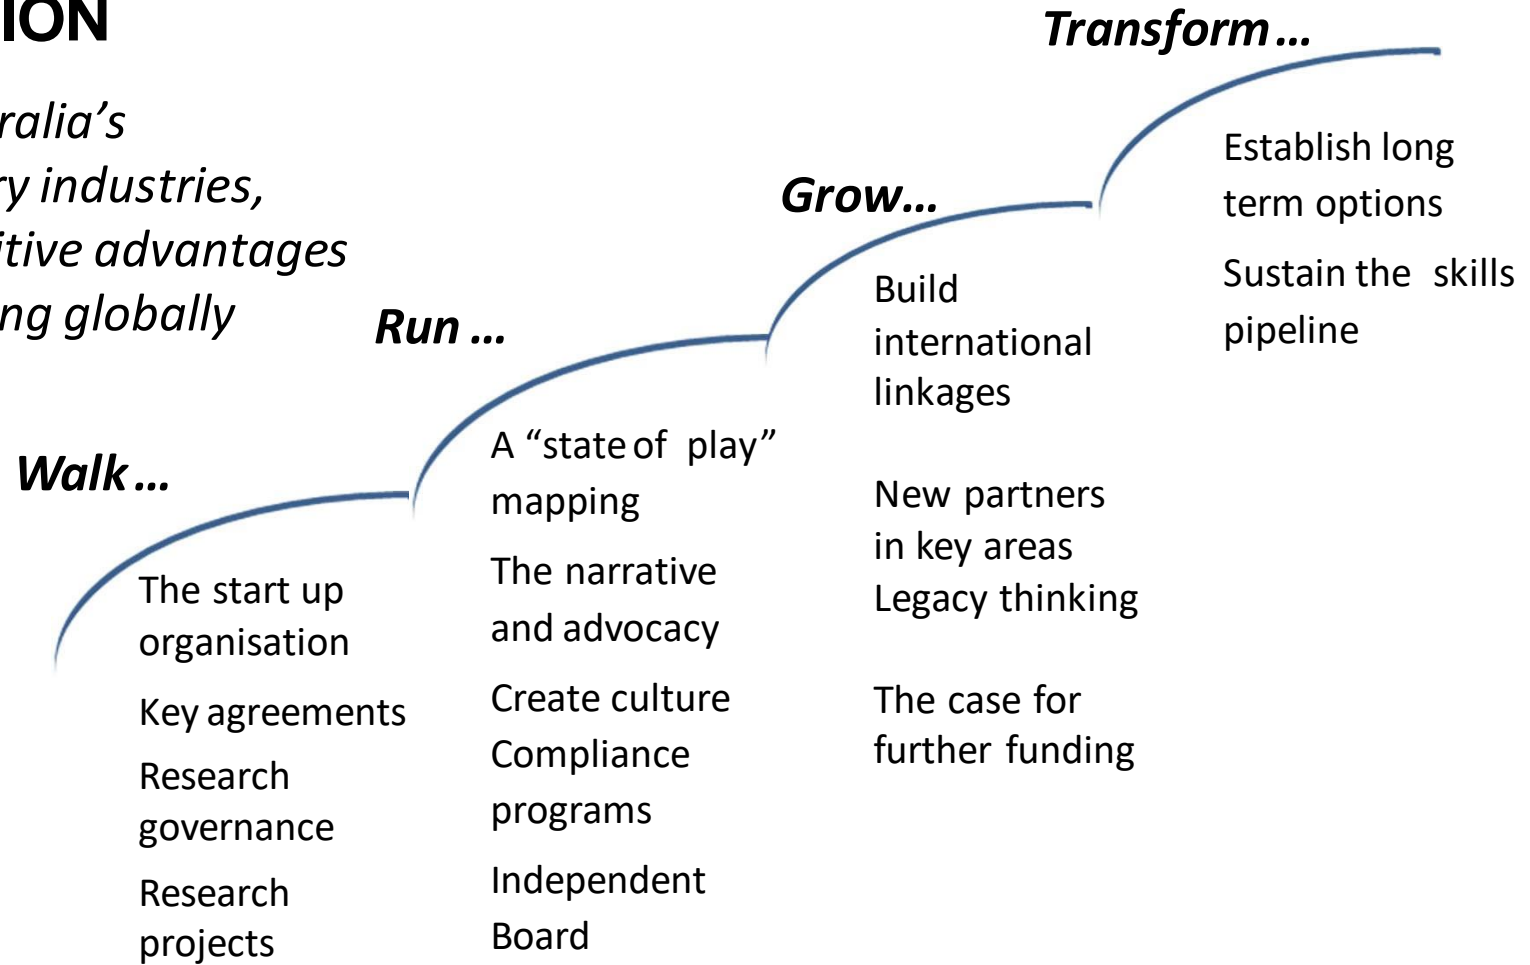 ION
ralia's
ry industries,
itive advantages
ng globally
Walk...
The start up
organisation
Key agreements
Research
governance
Research
projects
Run ...
A “state of play”
mapping
The narrative
and advocacy
Create culture
Compliance
programs
Independent
Board
Grow...
Build
international
linkages
New partners
in key areas
Legacy thinking
The case for
further funding
Transform ...
Establish long
term options
Sustain the skills
pipeline